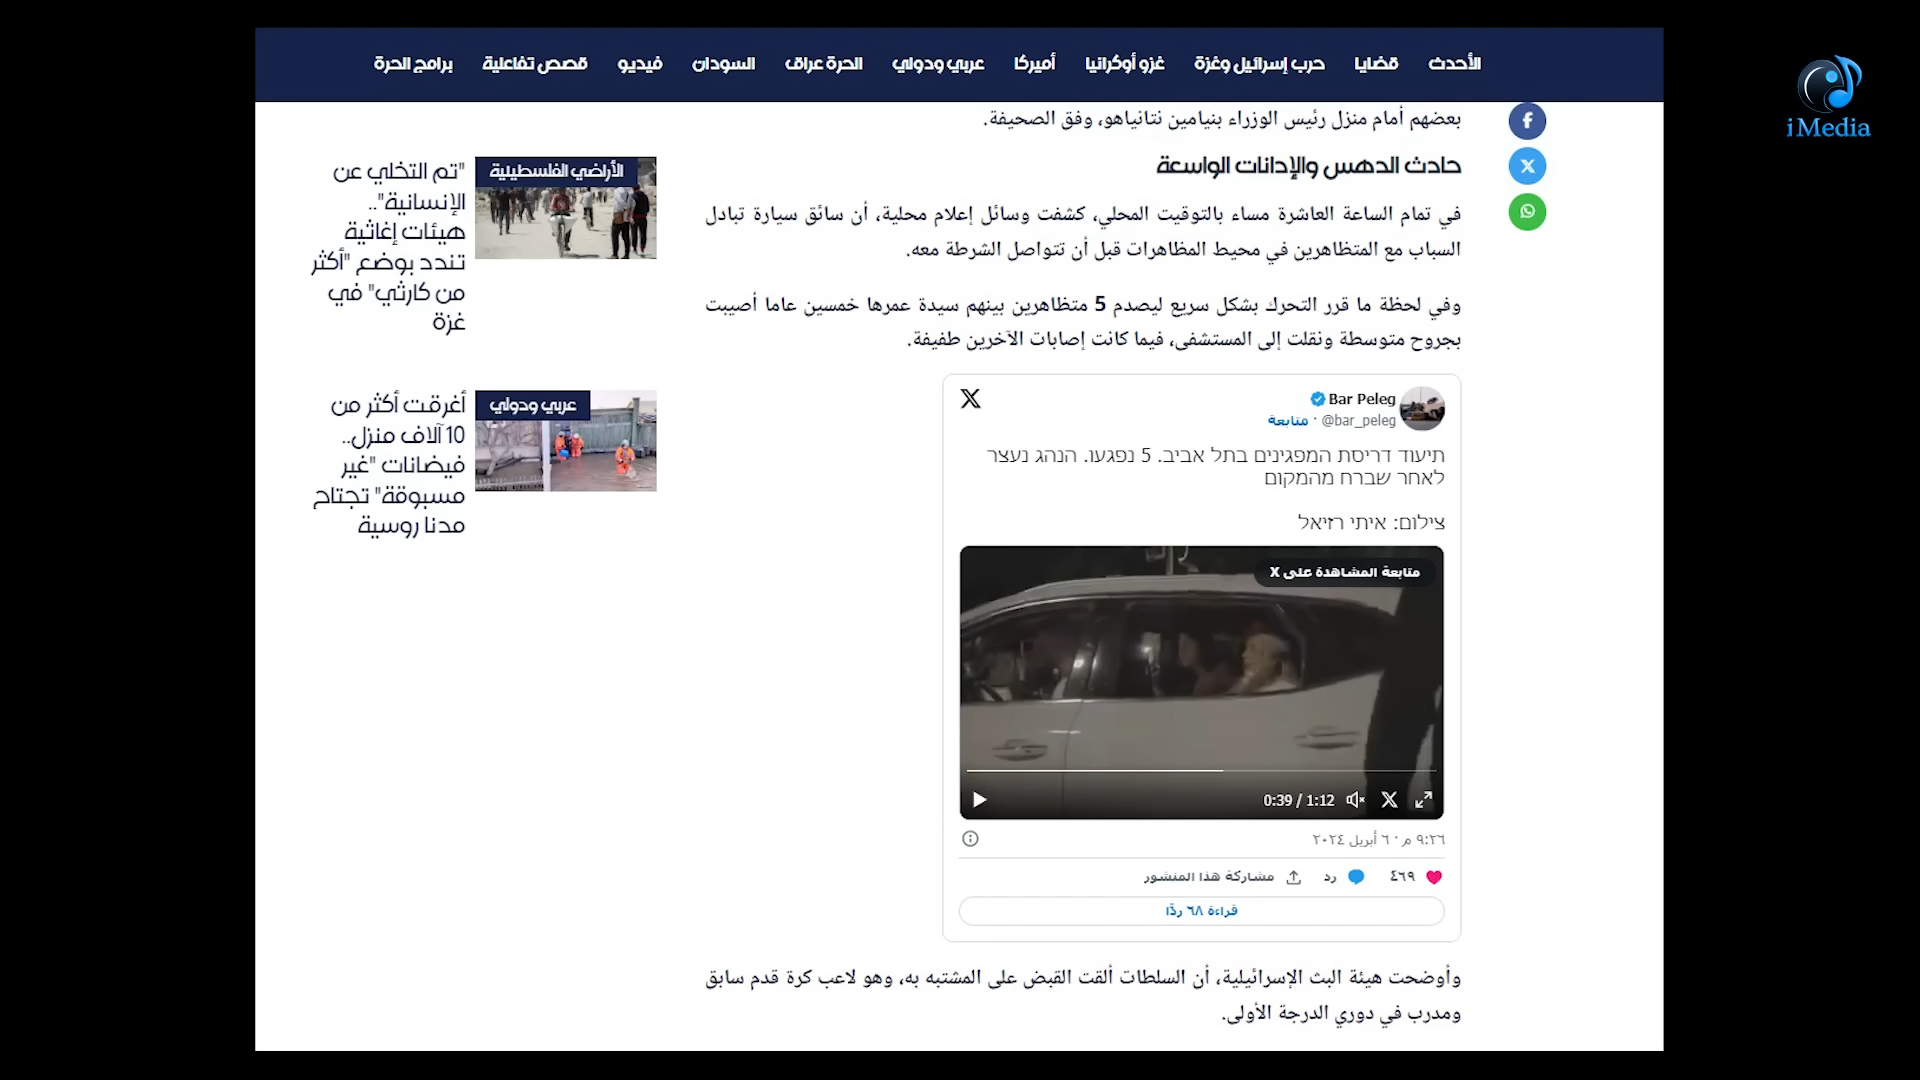 الأحدث قضايا حرب إسرائيل وغزة غزو أوكرانيا أميركا عربي ودولي الحرة عراق السودان فيديو قصص تفاعلية برامج الحرة
iMedia
بعضهم أمام منزل رئيس الوزراء بنيامين نتانياهو، وفق الصحيفة.
حادث الدهس والإدانات الواسعة
في تمام الساعة العاشرة مساء بالتوقيت المحلي، كشفت وسائل إعلام محلية، أن سائق سيارة تبادل
السباب مع المتظاهرين في محيط المظاهرات قبل أن تتواصل الشرطة معه.
وفي لحظة ما قرر التحرك بشكل سريع ليصدم 5 متظاهرين بينهم سيدة عمرها خمسين عاما أصيبت
بجروح متوسطة ونقلت إلى المستشفى، فيما كانت إصابات الآخرين طفيفة.
Bar Peleg
@bar_peleg · متابعة
תיעוד דריסת המפגינים בתל אביב. 5 נפגעו. הנהג נעצר
לאחר שברח מהמקום
צילום: איתי רזיאל
متابعة المشاهدة على X
0:39 / 1:12
٩:٢٦ م · ٦ أبريل ٢٠٢٤
٤٦٩ رد مشاركة هذا المنشور
قراءة ٦٨ ردًا
وأوضحت هيئة البث الإسرائيلية، أن السلطات ألقت القبض على المشتبه به، وهو لاعب كرة قدم سابق
ومدرب في دوري الدرجة الأولى.
الأراضي الفلسطينية
"تم التخلي عن
الإنسانية"..
هيئات إغاثية
تندد بوضع "أكثر
من كارثي" في
غزة
عربي ودولي
أغرقت أكثر من
10 آلاف منزل..
فيضانات "غير
مسبوقة" تجتاح
مدنا روسية